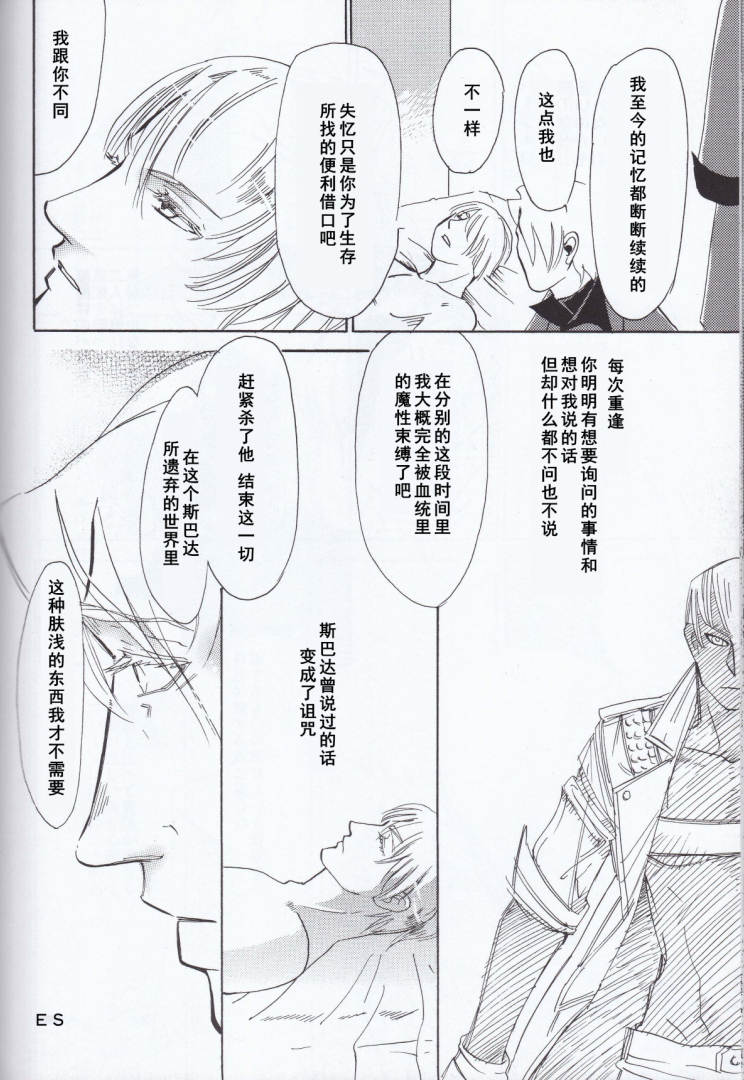 我至今的记忆都断断续续的
这点我也
不一样
失忆只是你为了生存
所找的便利借口吧
我跟你不同
每次重逢
你明明有想要询问的事情和
想对我说的话
但却什么都不问也不说
在分别的这段时间里
我大概完全被血统里
的魔性束缚了吧
斯巴达曾说过的话
变成了诅咒
赶紧杀了他 结束这一切
在这个斯巴达
所遗弃的世界里
这种肤浅的东西我才不需要
ES